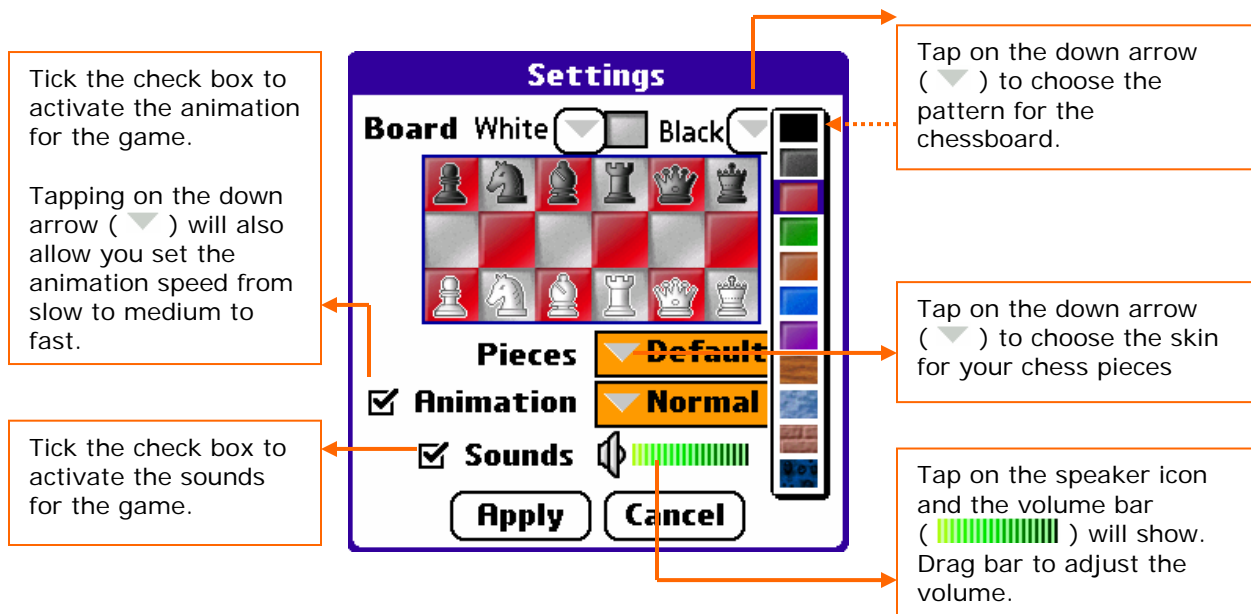 Tick the check box to
activate the animation
for the game.
Tapping on the down
arrow ( ) will also
allow you set the
animation speed from
slow to medium to
fast.
Tick the check box to
activate the sounds
for the game.
Settings
Board White Black
Pieces Default
Animation Normal
Sounds
Apply Cancel
Tap on the down arrow
( ) to choose the
pattern for the
chessboard.
Tap on the down arrow
( ) to choose the skin
for your chess pieces
Tap on the speaker icon
and the volume bar
( ) will show.
Drag bar to adjust the
volume.